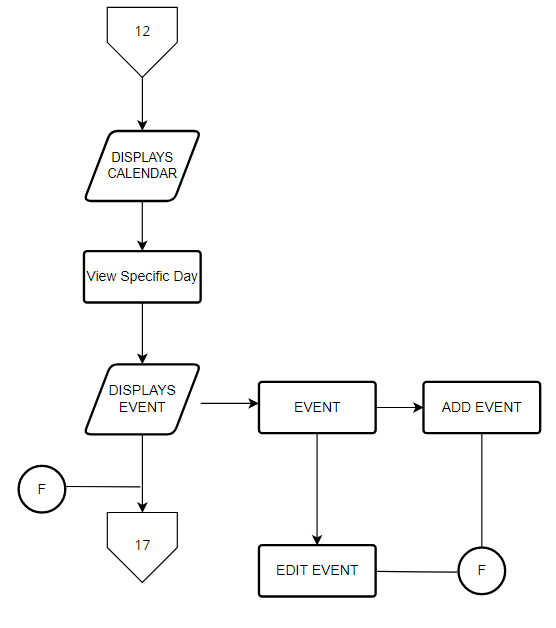 12
DISPLAYS
CALENDAR
View Specific Day
DISPLAYS
EVENT
EVENT
ADD EVENT
F
17
EDIT EVENT
F